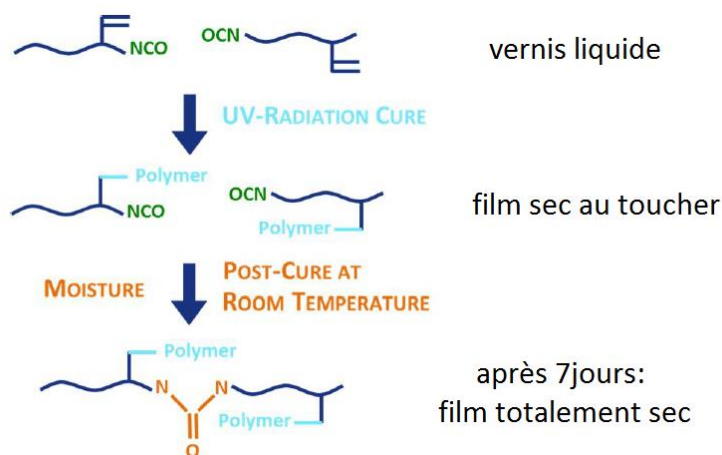 NCO
OCN
vernis liquide
UV-RADIATION CURE
Polymer
NCO
OCN
Polymer
film sec au toucher
MOISTURE
POST-CURE AT
ROOM TEMPERATURE
Polymer
N
N
Polymer
O
après 7jours:
film totalement sec